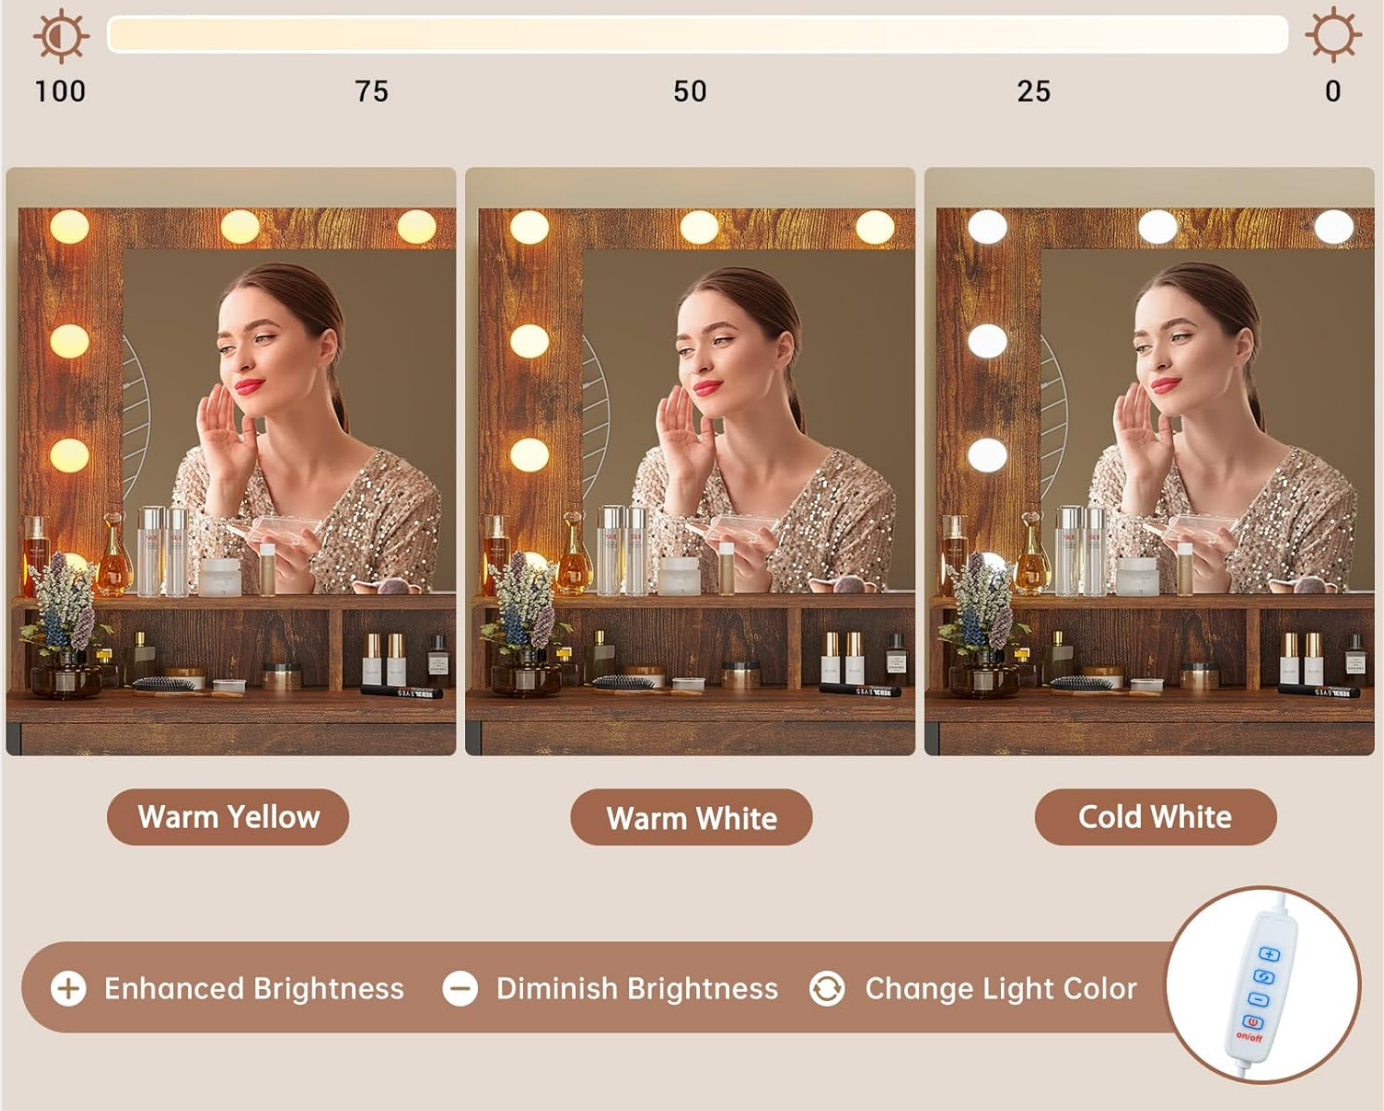 100 75 50 25 0
Warm Yellow Warm White Cold White
Enhanced Brightness Diminish Brightness Change Light Color
on/off